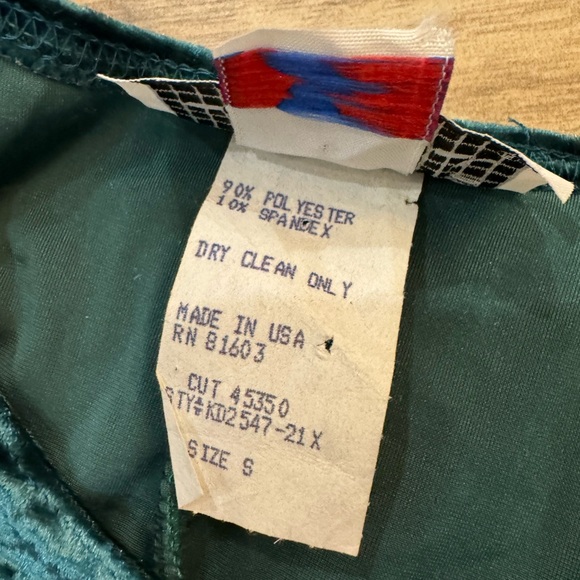 90% POLYESTER
10% SPANDEX
DRY CLEAN ONLY
MADE IN USA
RN 81603
CUT 45350
STY#KD2547-21X
SIZE S